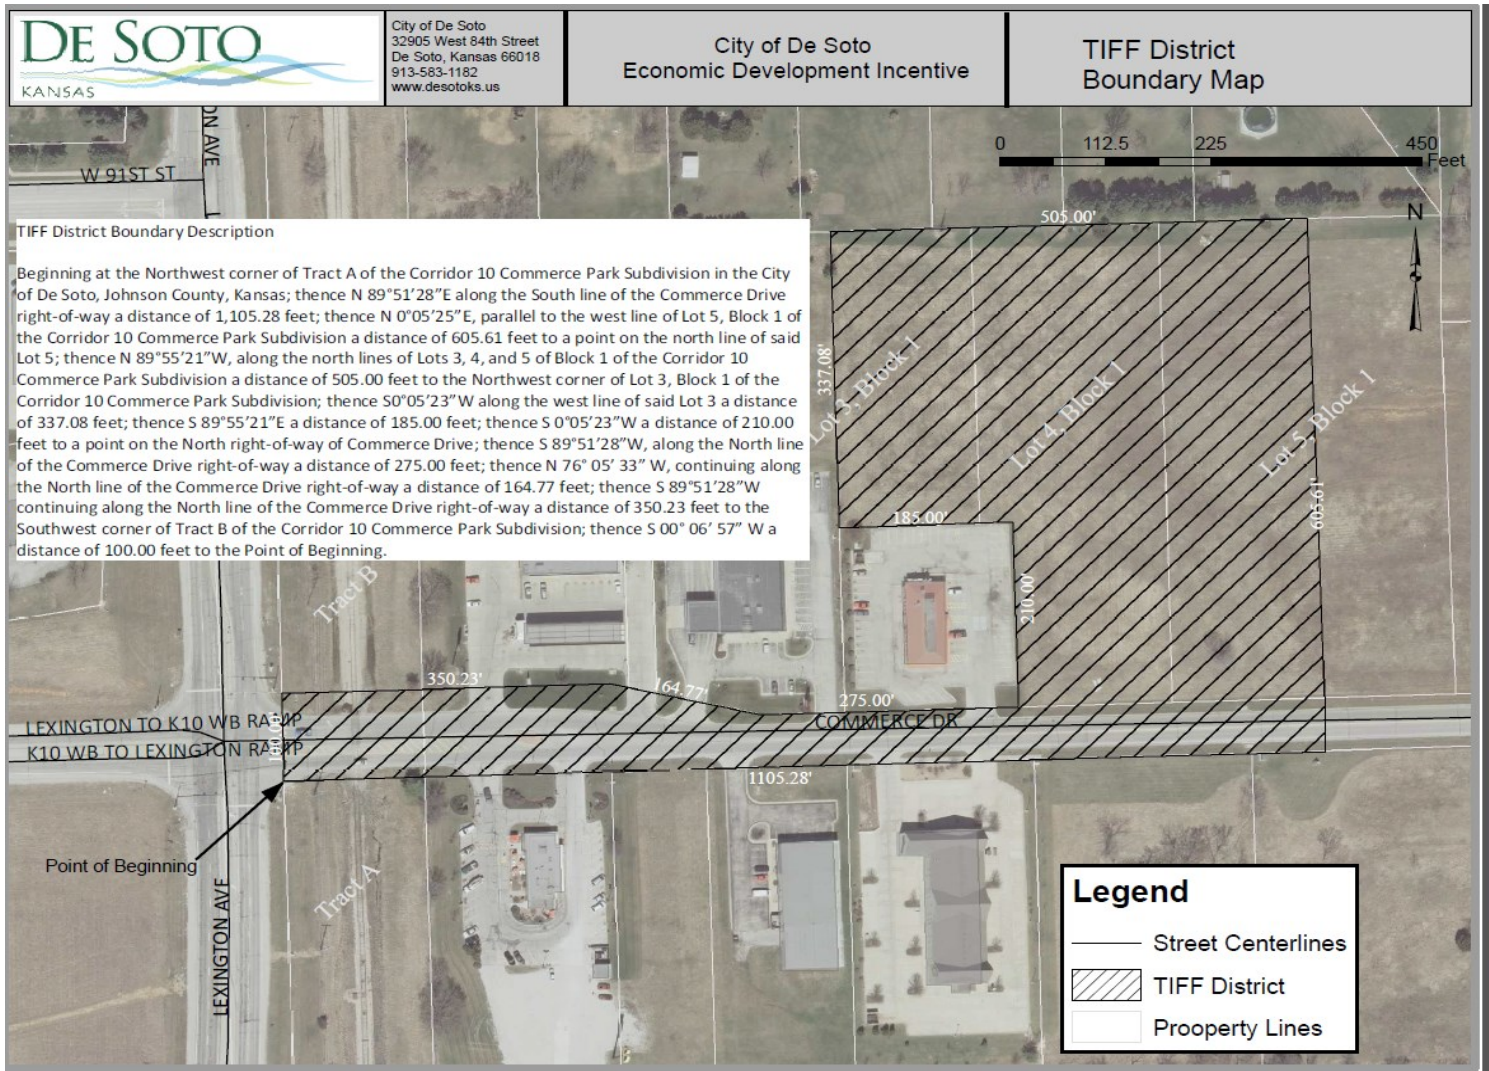 DE SOTO
KANSAS
City of De Soto
32905 West 84th Street
De Soto, Kansas 66018
913-583-1182
www.desotoks.us
City of De Soto
Economic Development Incentive
TIFF District
Boundary Map
ON AVE
W 91ST ST
L
0 112.5 225 450
Feet
N
505.00'
TIFF District Boundary Description
Beginning at the Northwest corner of Tract A of the Corridor 10 Commerce Park Subdivision in the City
of De Soto, Johnson County, Kansas; thence N 89°51'28"E along the South line of the Commerce Drive
right-of-way a distance of 1,105.28 feet; thence N 0°05'25"E, parallel to the west line of Lot 5, Block 1 of
the Corridor 10 Commerce Park Subdivision a distance of 605.61 feet to a point on the north line of said
Lot 5; thence N 89°55'21"W, along the north lines of Lots 3, 4, and 5 of Block 1 of the Corridor 10
Commerce Park Subdivision a distance of 505.00 feet to the Northwest corner of Lot 3, Block 1 of the
Corridor 10 Commerce Park Subdivision; thence S0°05'23"W along the west line of said Lot 3 a distance
of 337.08 feet; thence S 89°55'21"E a distance of 185.00 feet; thence S 0°05'23"W a distance of 210.00
feet to a point on the North right-of-way of Commerce Drive; thence S 89°51'28"W, along the North line
of the Commerce Drive right-of-way a distance of 275.00 feet; thence N 76° 05' 33" W, continuing along
the North line of the Commerce Drive right-of-way a distance of 164.77 feet; thence S 89°51'28"W
continuing along the North line of the Commerce Drive right-of-way a distance of 350.23 feet to the
Southwest corner of Tract B of the Corridor 10 Commerce Park Subdivision; thence S 00° 06' 57" W a
distance of 100.00 feet to the Point of Beginning.
337.08'
Lot 3, Block 1
Lot 4, Block 1
Lot 5, Block 1
605.61'
185.00'
210.00'
Tract B
350.23'
164.77'
275.00'
COMMERCE DR
LEXINGTON TO K10 WB RAMP
K10 WB TO LEXINGTON RAMP
100.00'
1105.28'
Point of Beginning
Tract A
LEXINGTON AVE
Legend
Street Centerlines
TIFF District
Prooperty Lines